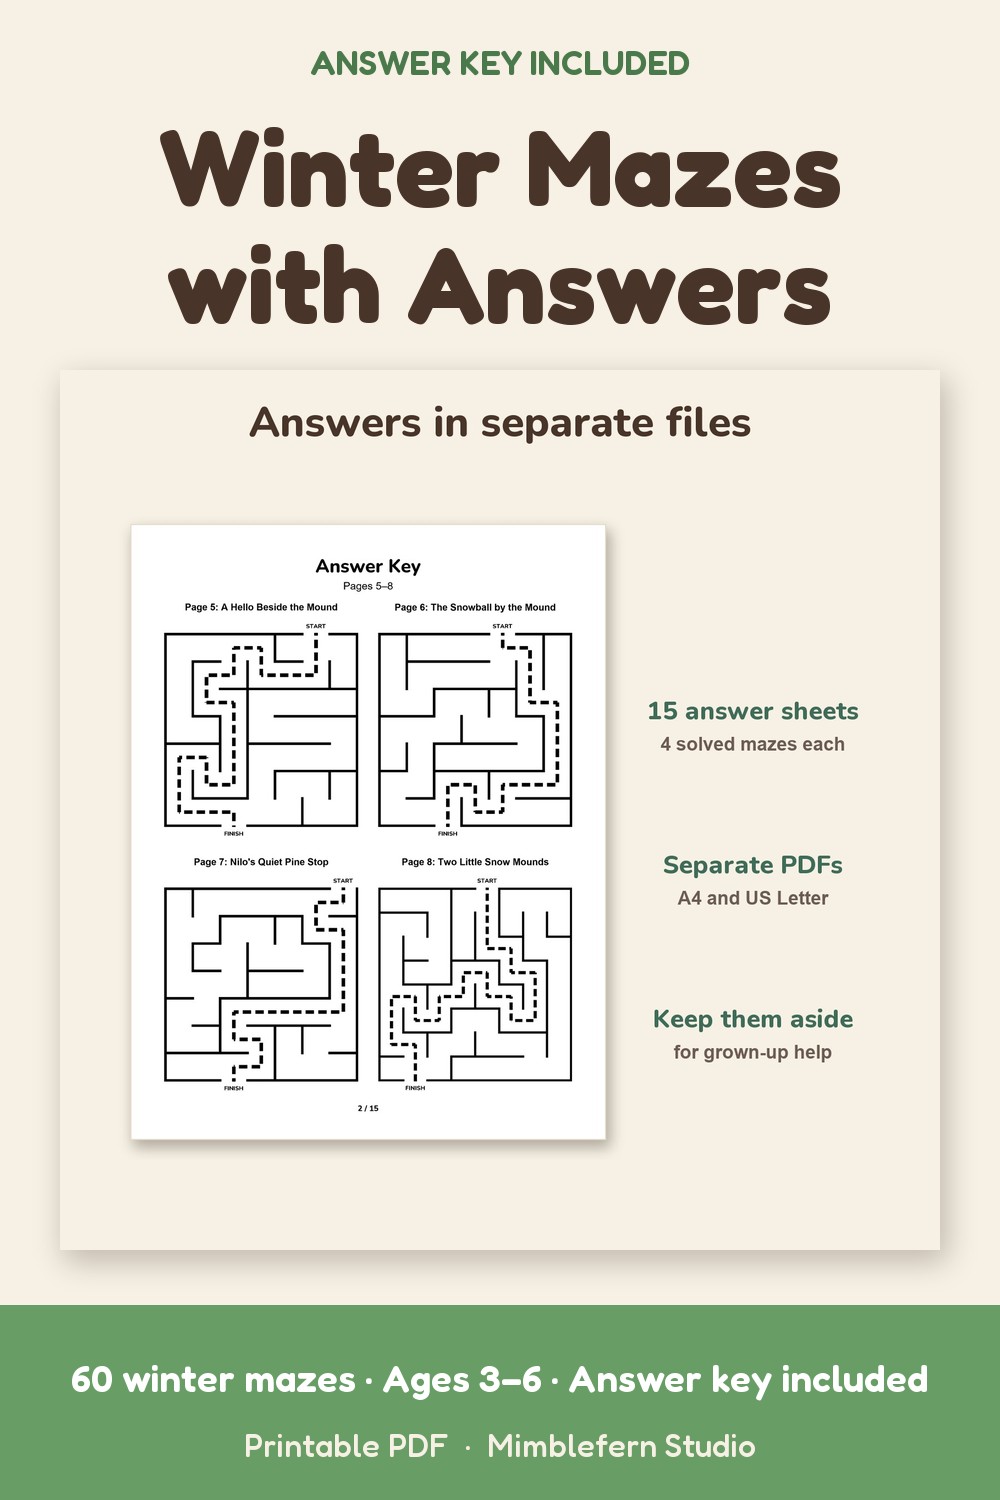 ANSWER KEY INCLUDED
Winter Mazes
with Answers
Answers in separate files
Answer Key
Pages 5–8
Page 5: A Hello Beside the Mound
Page 6: The Snowball by the Mound
START
START
FINISH
FINISH
Page 7: Nilo's Quiet Pine Stop
Page 8: Two Little Snow Mounds
START
START
FINISH
FINISH
2 / 15
15 answer sheets
4 solved mazes each
Separate PDFs
A4 and US Letter
Keep them aside
for grown-up help
60 winter mazes · Ages 3–6 · Answer key included
Printable PDF · Mimblefern Studio